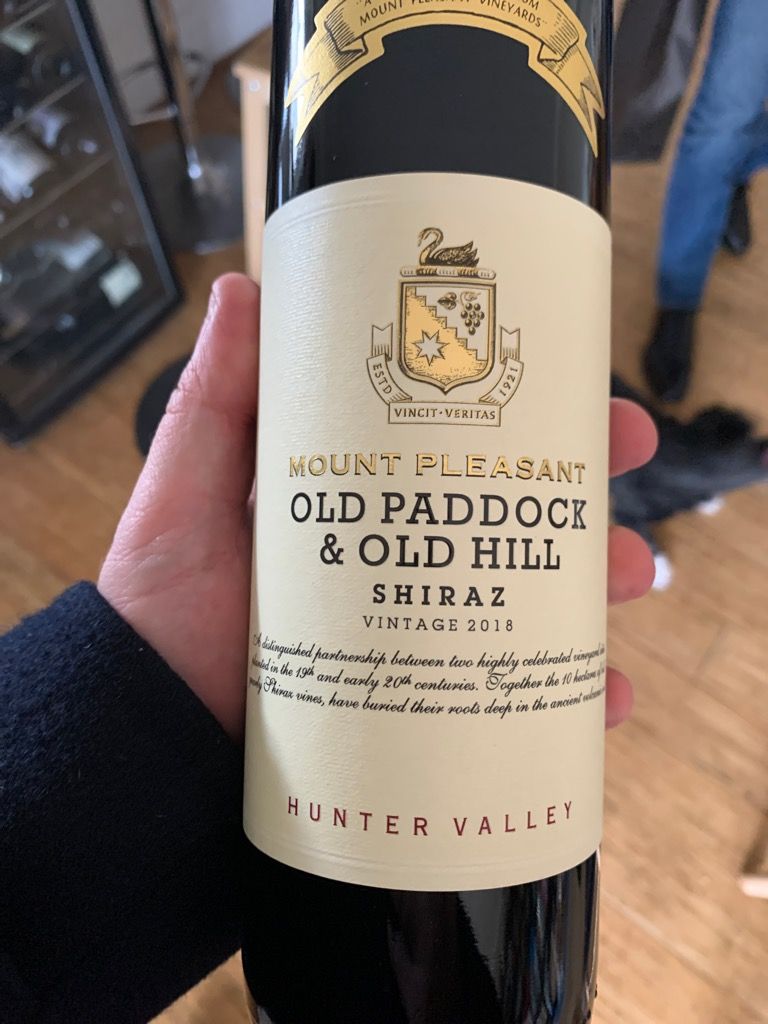 MOUNT PLEASANT VINEYARDS"
ESTD 1921
VINCIT·VERITAS
MOUNT PLEASANT
OLD PADDOCK
& OLD HILL
SHIRAZ
VINTAGE 2018
A distinguished partnership between two highly celebrated vineyard
in the 19th and early 20th centuries. Together the 10 hectares of
Shiraz vines, have buried their roots deep in the ancient volcanic
HUNTER VALLEY